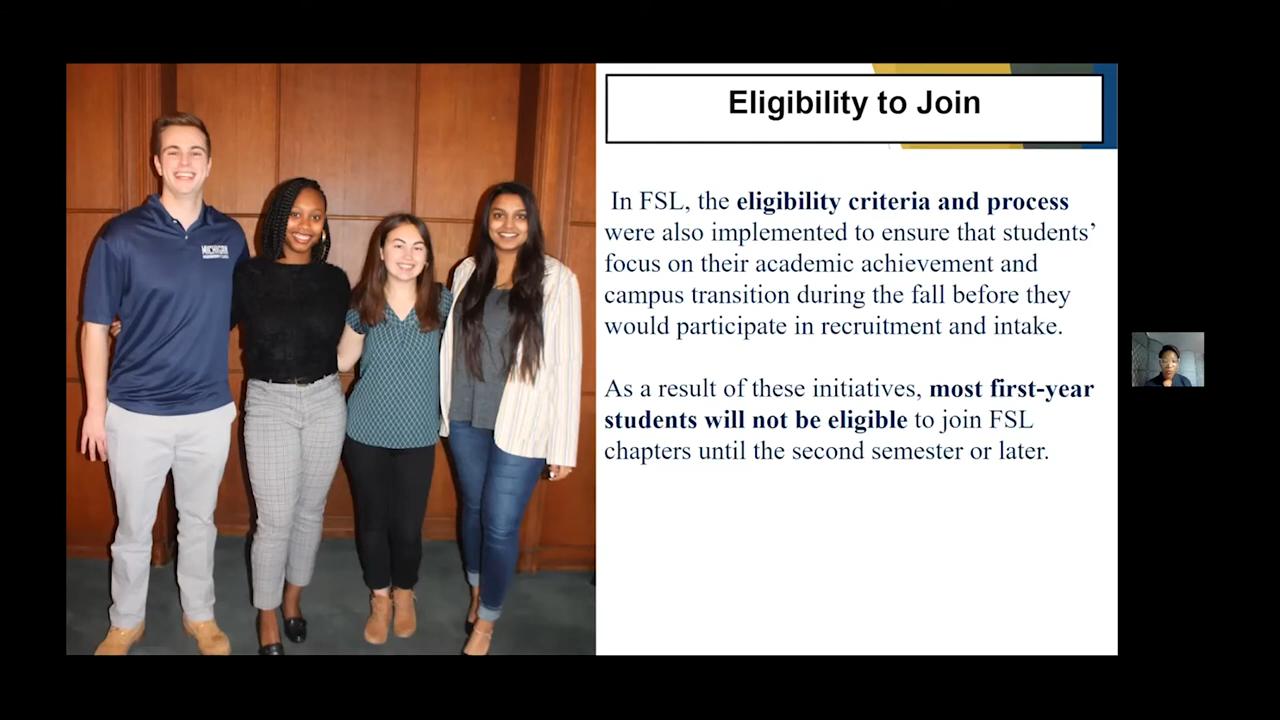 Eligibility to Join
In FSL, the eligibility criteria and process
were also implemented to ensure that students’
focus on their academic achievement and
campus transition during the fall before they
would participate in recruitment and intake.
As a result of these initiatives, most first-year
students will not be eligible to join FSL
chapters until the second semester or later.
MICHIGAN